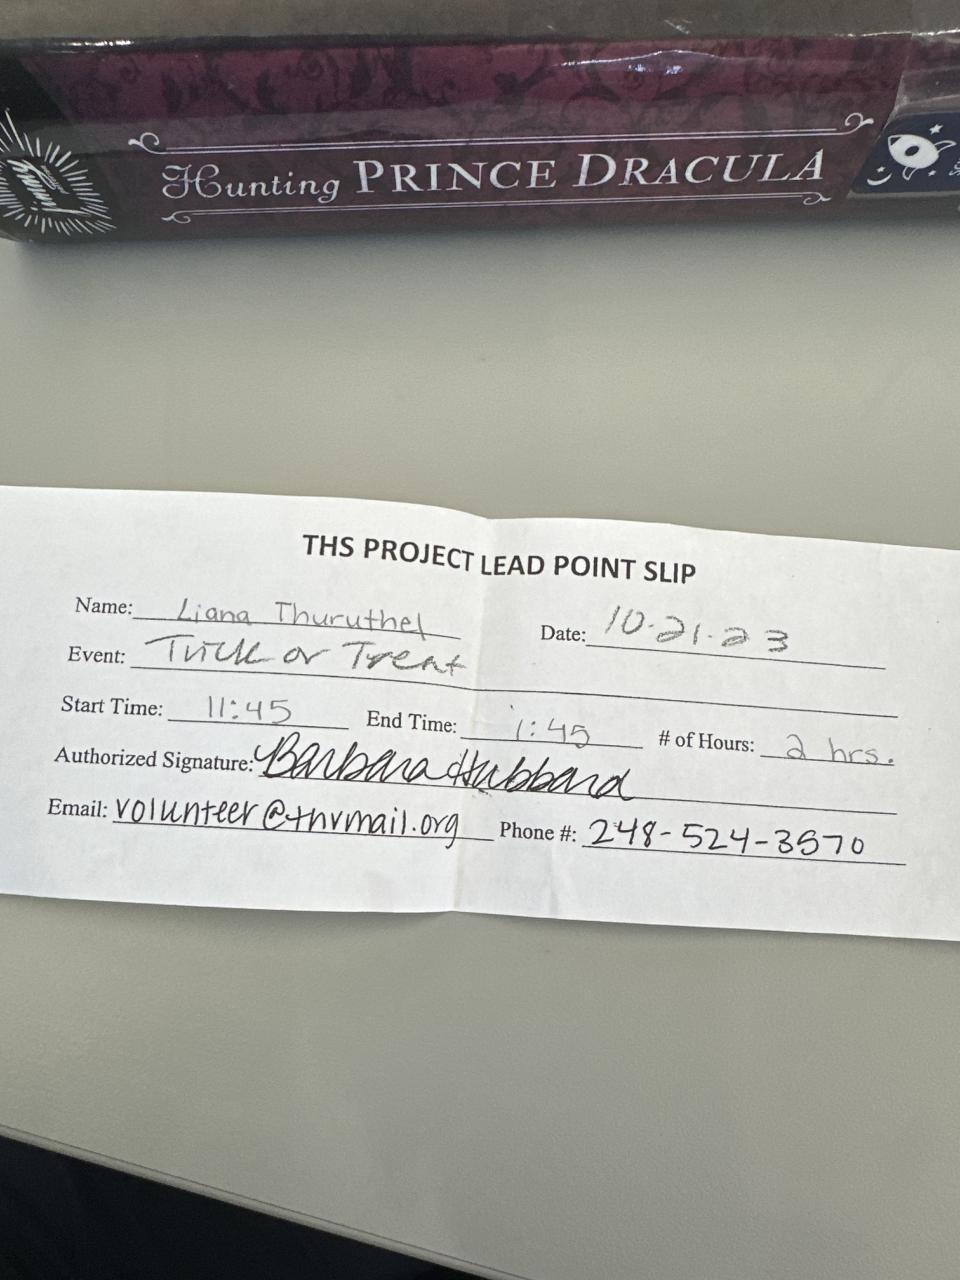 Hunting PRINCE DRACULA
THS PROJECT LEAD POINT SLIP
Name: Liana Thuruthel Date: 10-21-23
Event: Trick or Treat
Start Time: 11:45 End Time: 1:45 # of Hours: 2 hrs.
Authorized Signature: Barbara Hubbard
Email: volunteer@thvmail.org Phone #: 248-524-3570